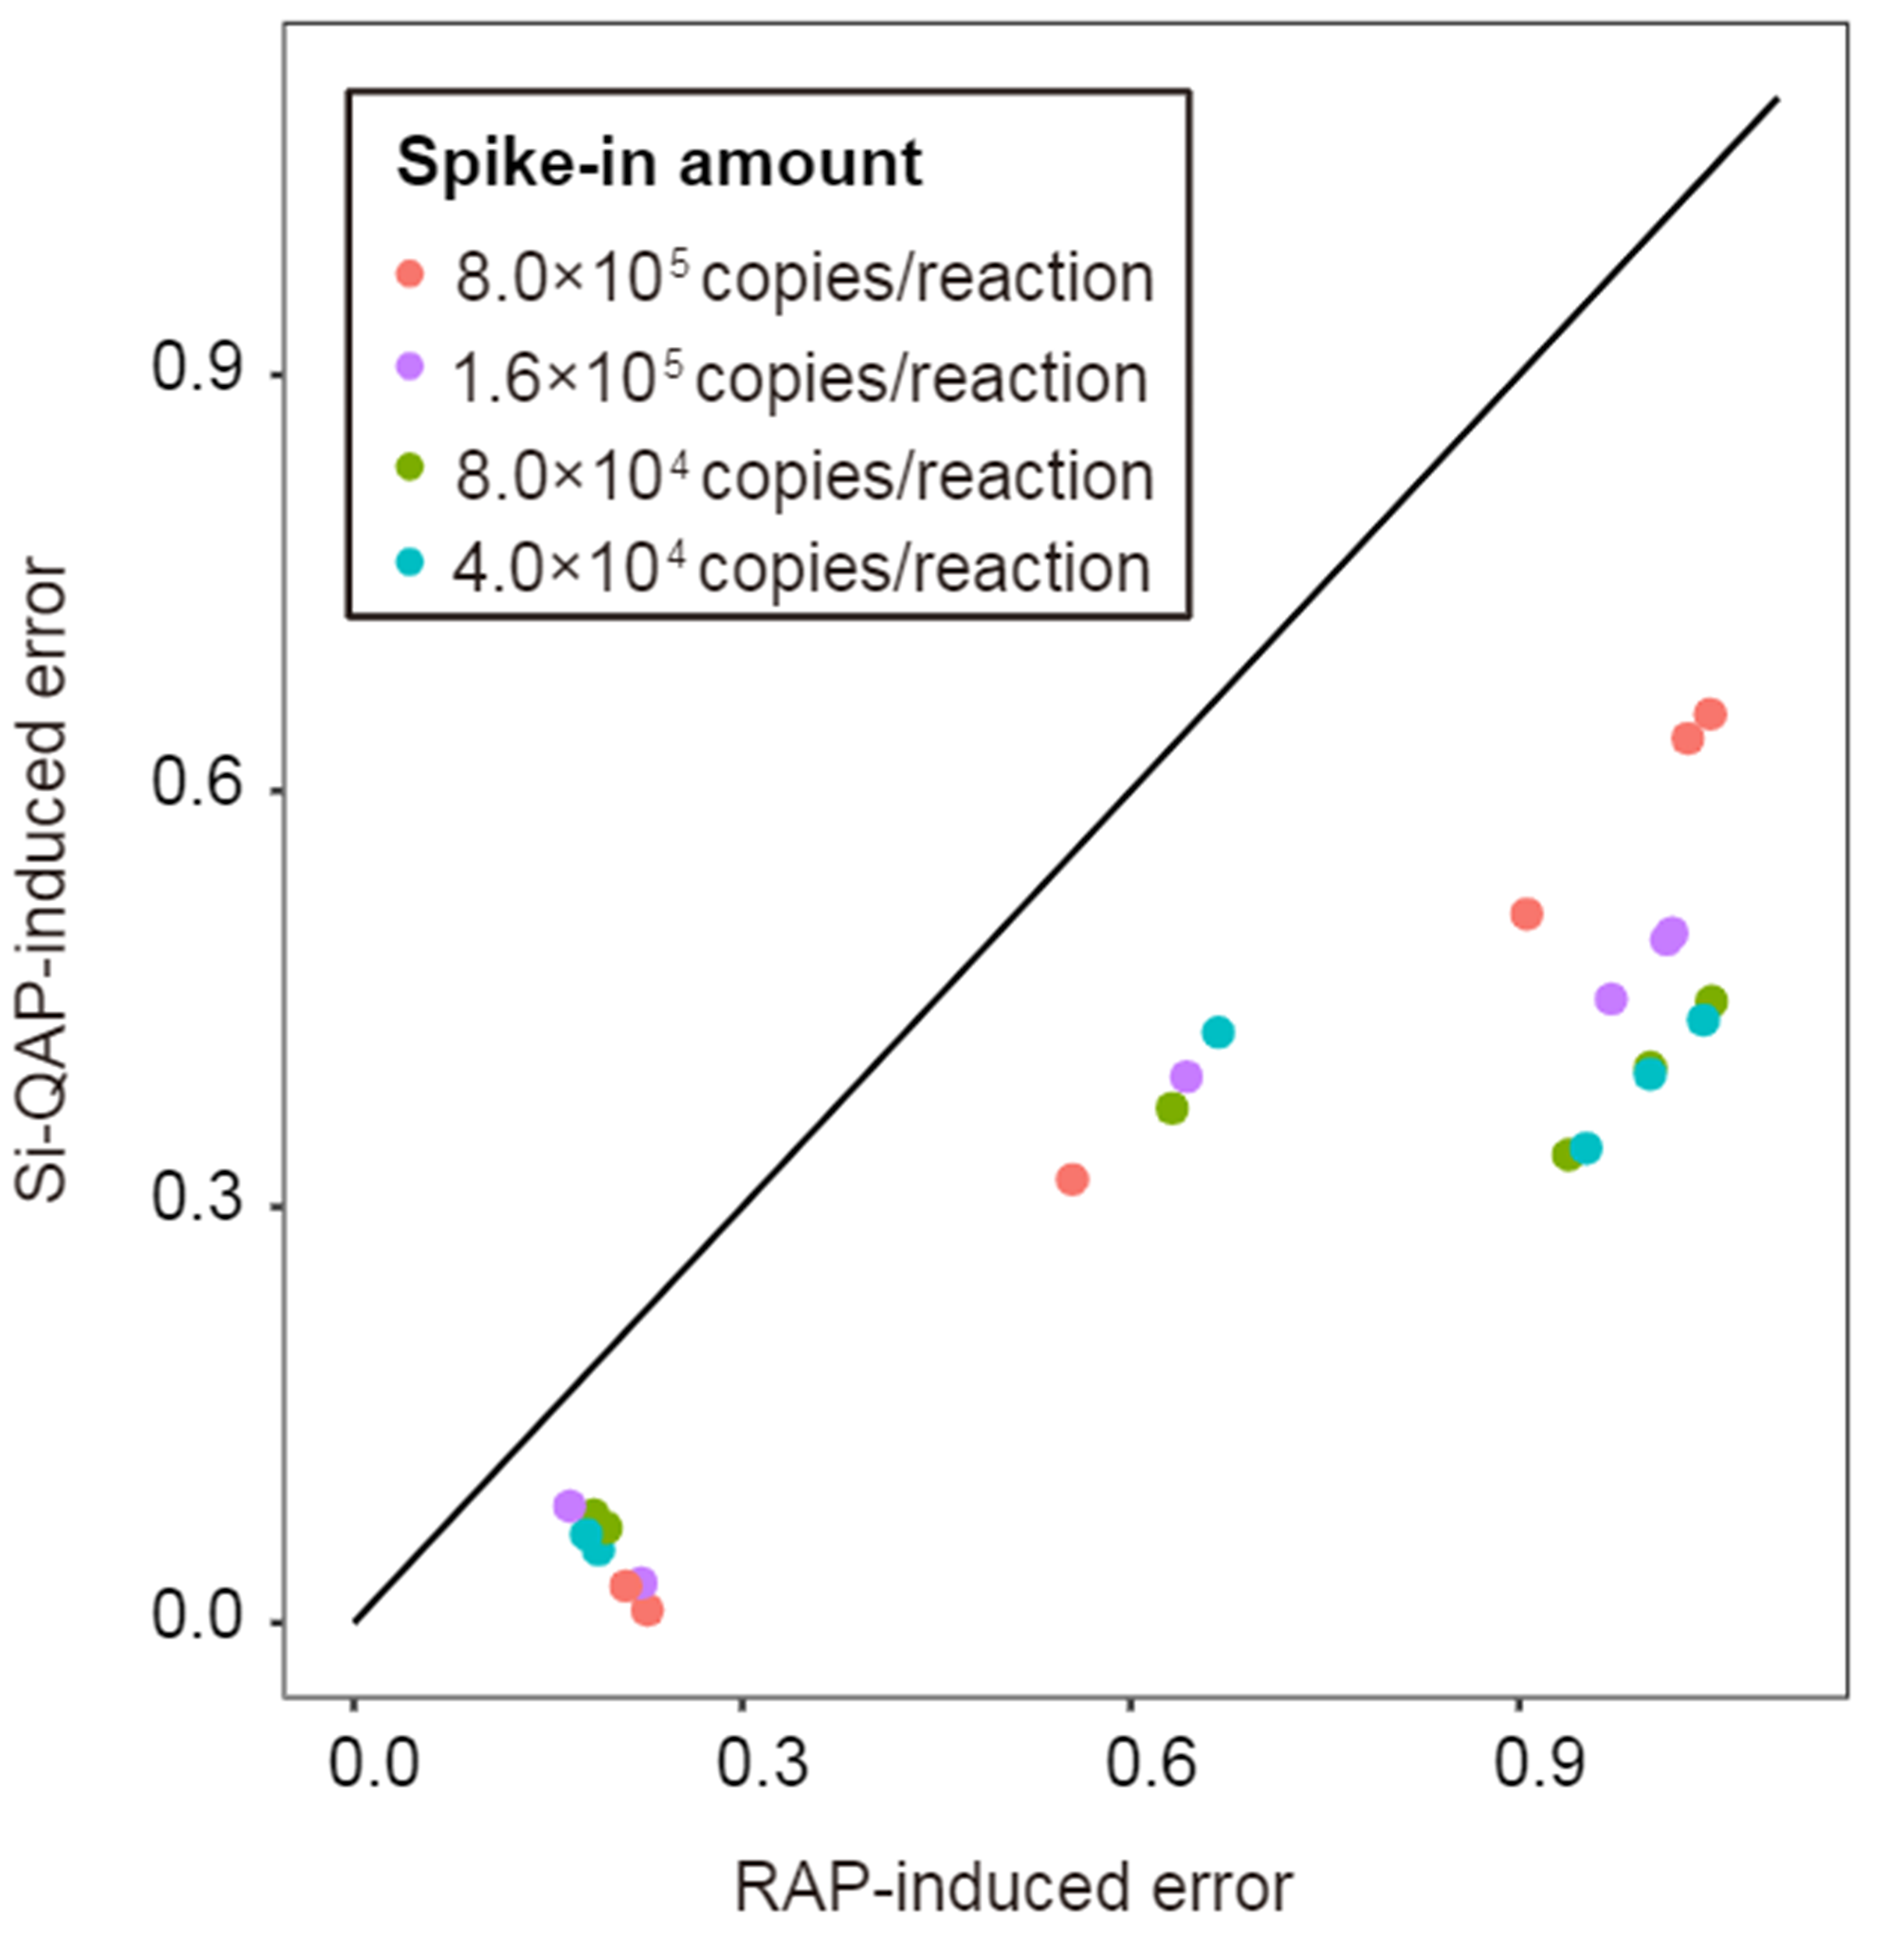 Spike-in amount
8.0×10⁵ copies/reaction
1.6×10⁵ copies/reaction
8.0×10⁴ copies/reaction
4.0×10⁴ copies/reaction
0.9
0.6
0.3
0.0
Si-QAP-induced error
0.0 0.3 0.6 0.9
RAP-induced error